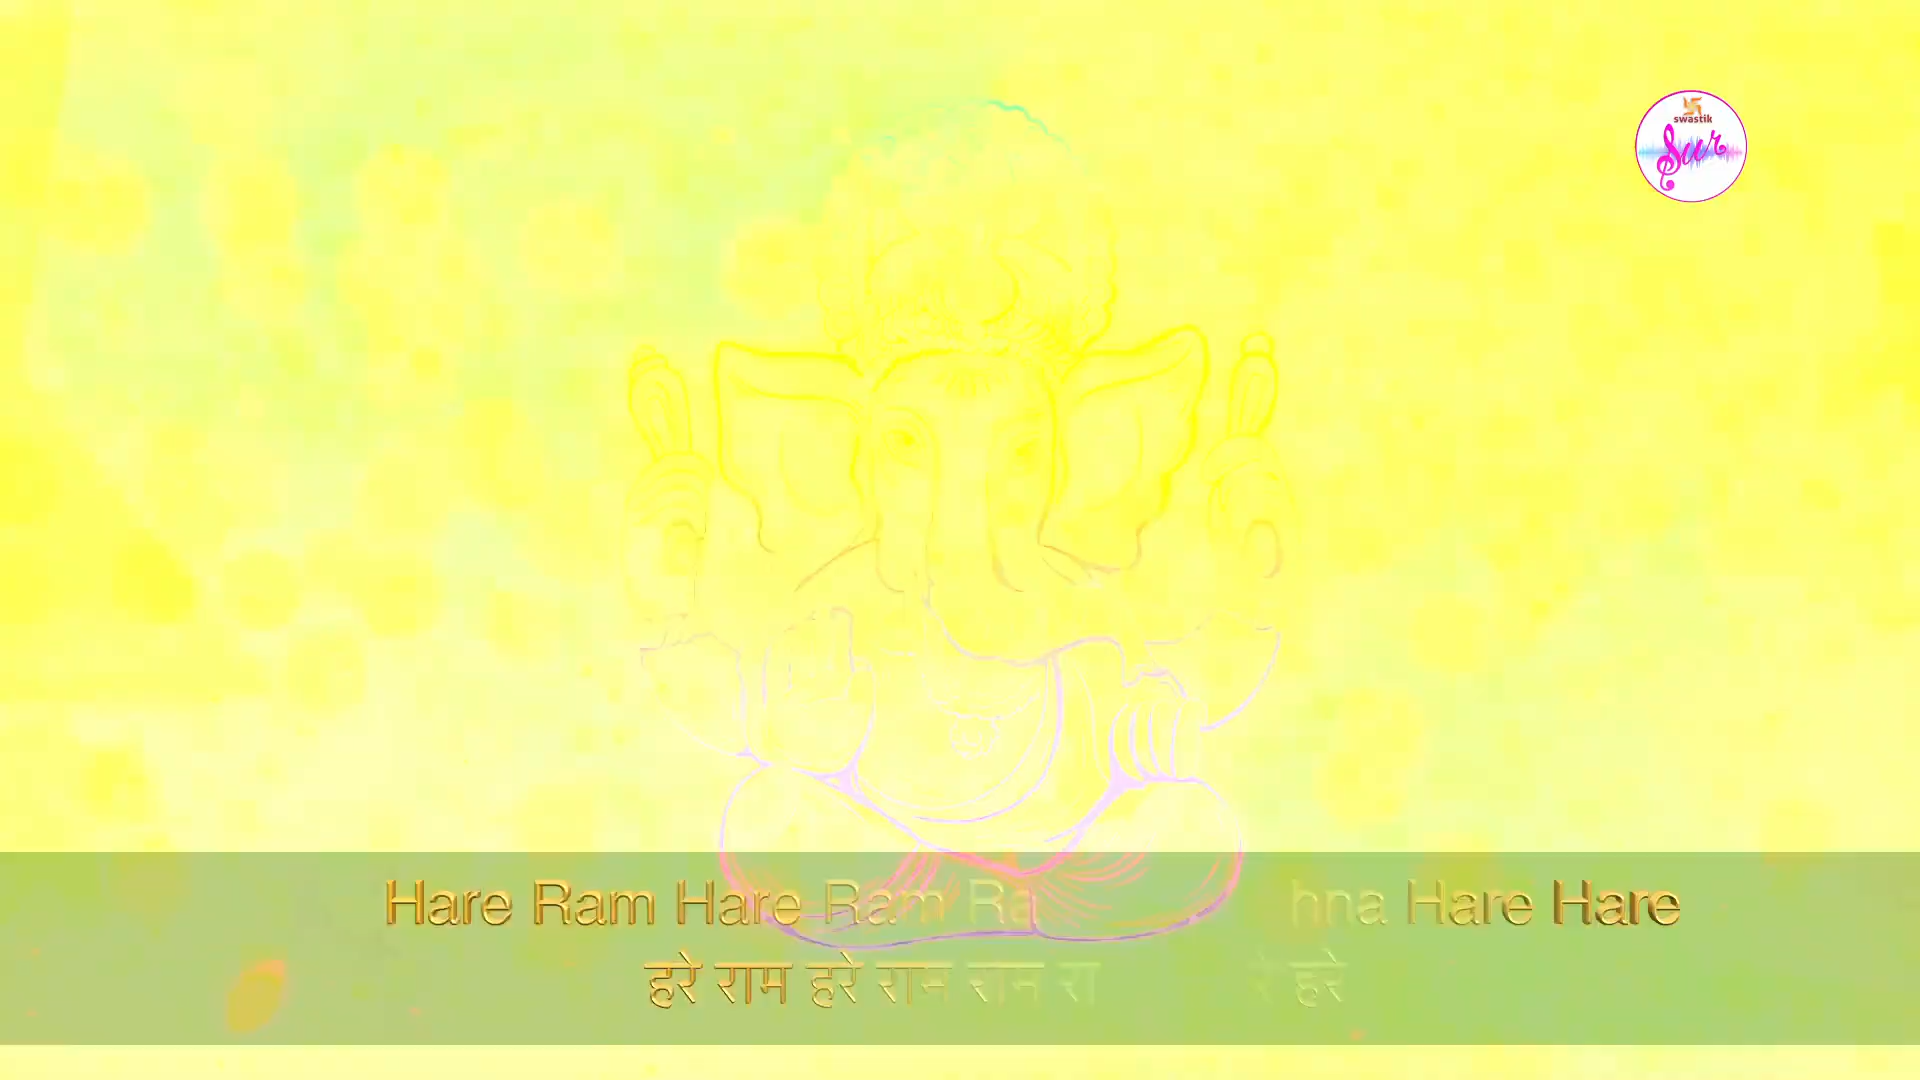 swastik
Sur
Hare Ram Hare Ram Ra hna Hare Hare
हरे राम हरे राम राम रा रे हरे